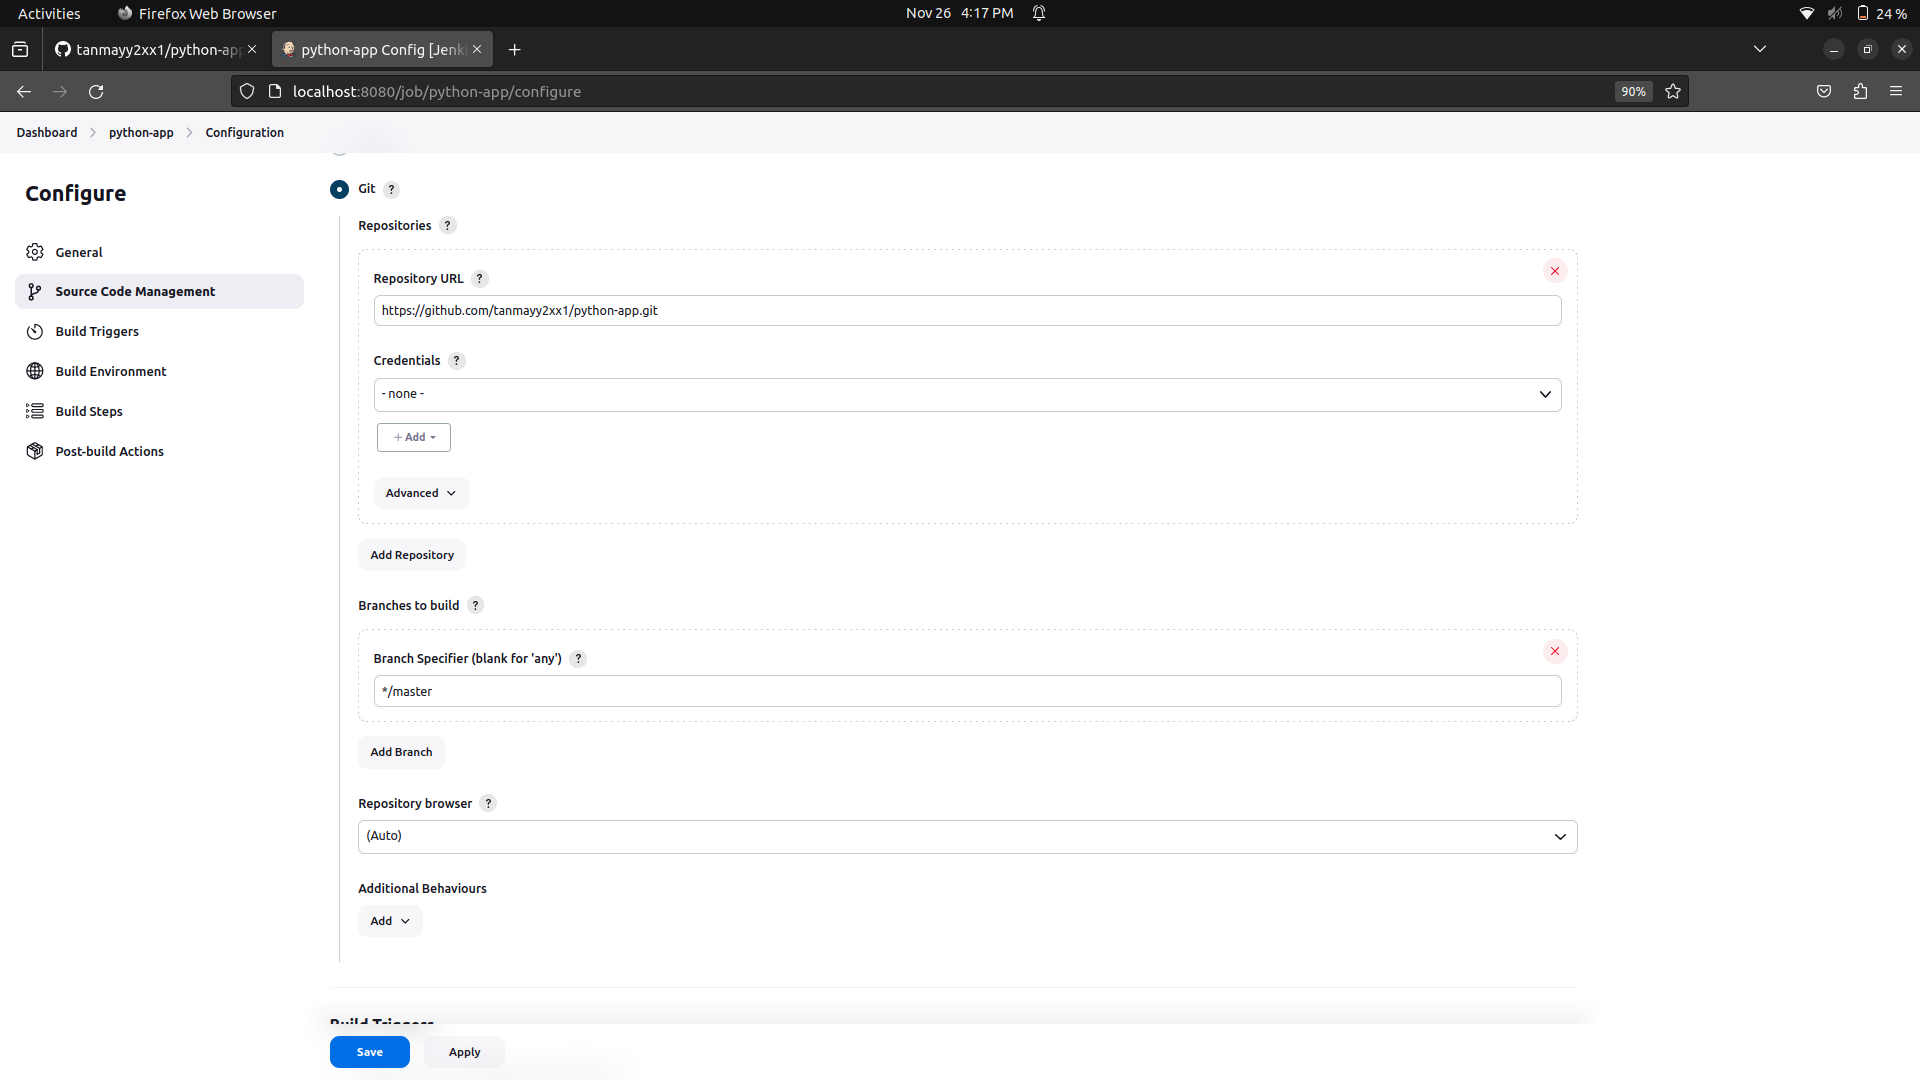 Activities
Firefox Web Browser
Nov 26 4:17 PM
24 %
tanmayy2xx1/python-app
python-app Config [Jenki
localhost:8080/job/python-app/configure
90%
Dashboard
python-app
Configuration
Configure
General
Source Code Management
Build Triggers
Build Environment
Build Steps
Post-build Actions
Git ?
Repositories ?
Repository URL ?
https://github.com/tanmayy2xx1/python-app.git
Credentials ?
- none -
+ Add
Advanced
Add Repository
Branches to build ?
Branch Specifier (blank for 'any') ?
*/master
Add Branch
Repository browser ?
(Auto)
Additional Behaviours
Add
Build Triggers
Save
Apply